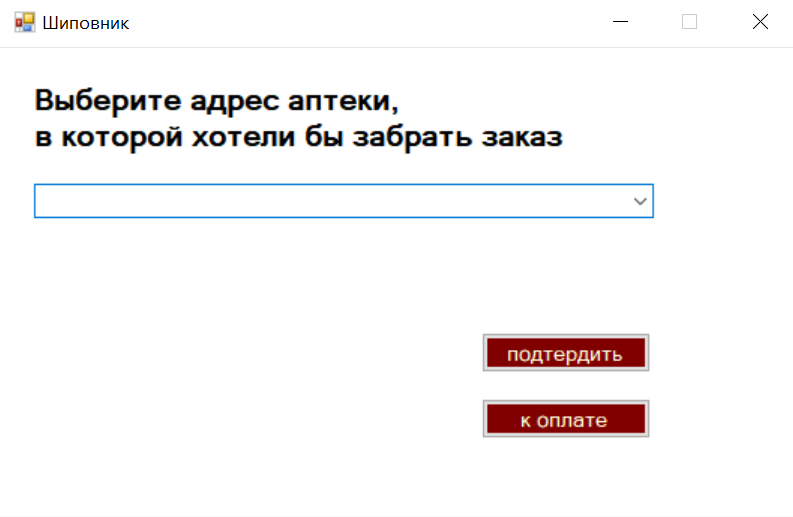 Шиповник
Выберите адрес аптеки,
в которой хотели бы забрать заказ
подтердить
к оплате